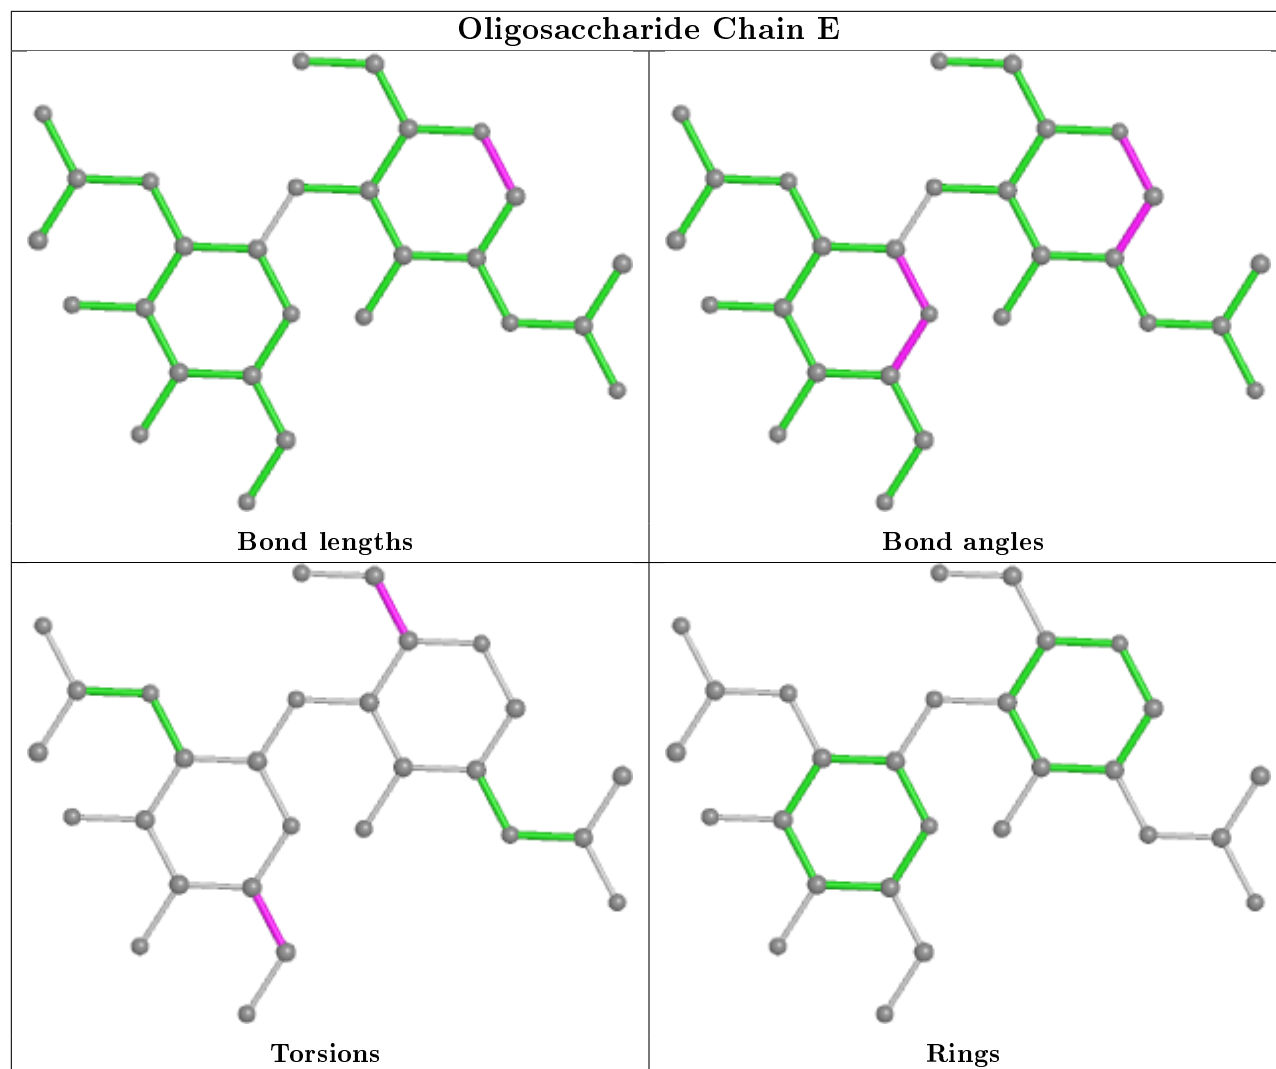 Oligosaccharide Chain E
Bond lengths
Bond angles
Torsions
Rings